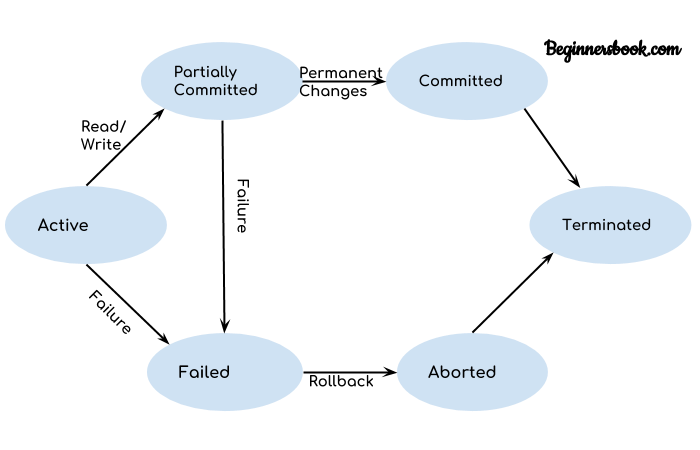 Beginnersbook.com
Partially
Committed
Permanent
Changes
Committed
Read/
Write
Failure
Active
Terminated
Failure
Failed
Rollback
Aborted